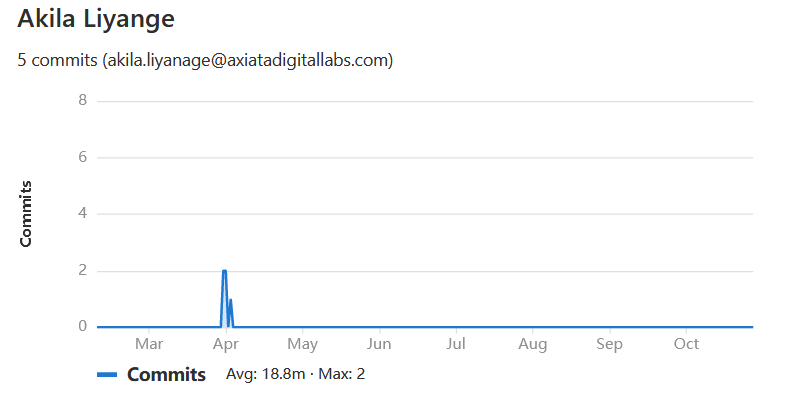 Akila Liyange
5 commits (akila.liyanage@axiatadigitallabs.com)
8
6
Commits
4
2
0
Mar Apr May Jun Jul Aug Sep Oct
Commits Avg: 18.8m · Max: 2